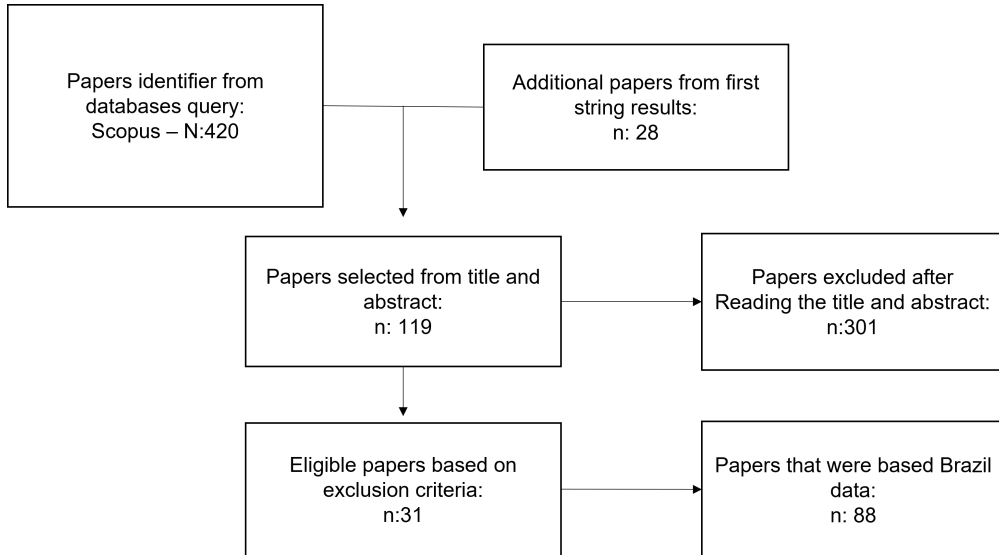 Papers identifier from
databases query:
Scopus – N:420
Additional papers from first
string results:
n: 28
Papers selected from title and
abstract:
n: 119
Papers excluded after
Reading the title and abstract:
n:301
Eligible papers based on
exclusion criteria:
n:31
Papers that were based Brazil
data:
n: 88